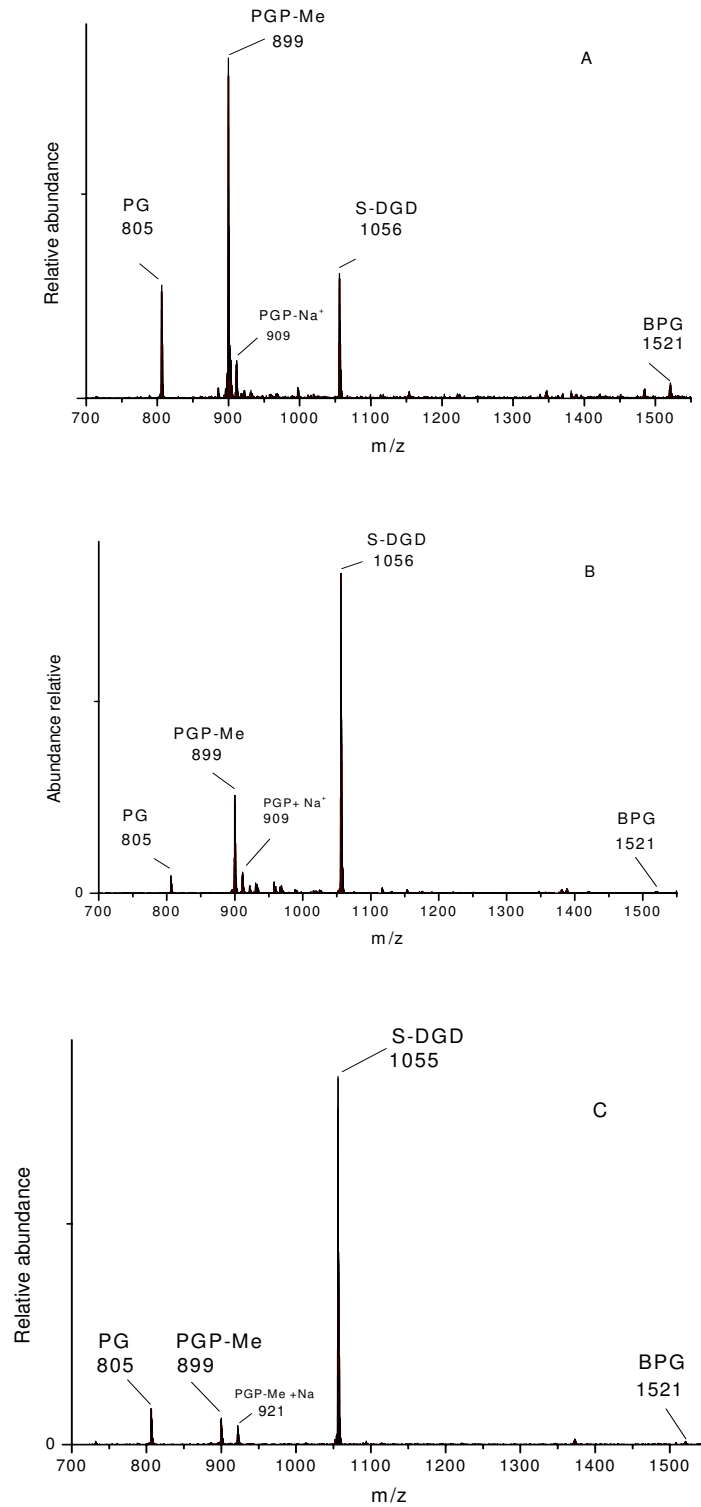 PGP-Me
899
A
PG
805
S-DGD
1056
PGP-Na⁺
909
BPG
1521
Relative abundance
700 800 900 1000 1100 1200 1300 1400 1500
m/z
S-DGD
1056
B
PGP-Me
899
PGP+ Na⁺
909
PG
805
BPG
1521
Abundance relative
0
700 800 900 1000 1100 1200 1300 1400 1500
m/z
S-DGD
1055
C
PG
805
PGP-Me
899
PGP-Me +Na
921
BPG
1521
Relative abundance
0
700 800 900 1000 1100 1200 1300 1400 1500
m/z